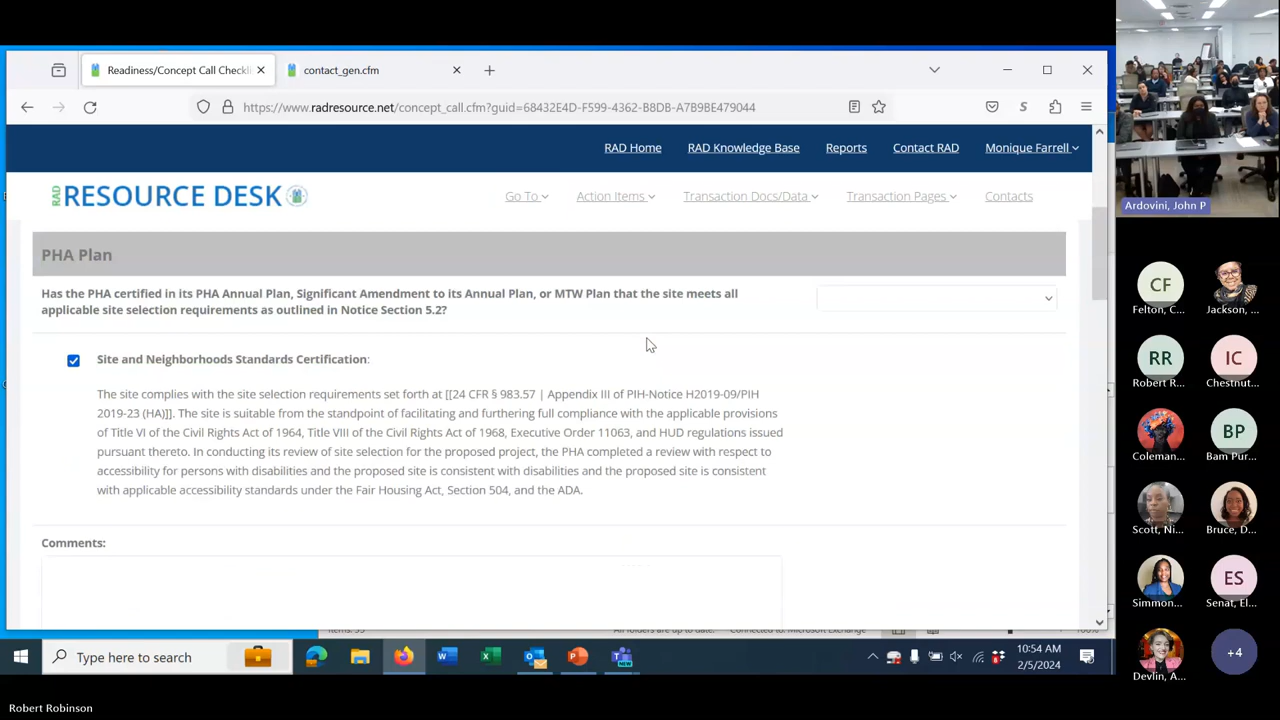 Readiness/Concept Call Checkli
contact_gen.cfm
https://www.radresource.net/concept_call.cfm?guid=68432E4D-F599-4362-B8DB-A7B9BE479044
RAD Home
RAD Knowledge Base
Reports
Contact RAD
Monique Farrell
RAD RESOURCE DESK
Go To
Action Items
Transaction Docs/Data
Transaction Pages
Contacts
PHA Plan
Has the PHA certified in its PHA Annual Plan, Significant Amendment to its Annual Plan, or MTW Plan that the site meets all
applicable site selection requirements as outlined in Notice Section 5.2?
Site and Neighborhoods Standards Certification:
The site complies with the site selection requirements set forth at [[24 CFR § 983.57 | Appendix III of PIH-Notice H2019-09/PIH
2019-23 (HA)]]. The site is suitable from the standpoint of facilitating and furthering full compliance with the applicable provisions
of Title VI of the Civil Rights Act of 1964, Title VIII of the Civil Rights Act of 1968, Executive Order 11063, and HUD regulations issued
pursuant thereto. In conducting its review of site selection for the proposed project, the PHA completed a review with respect to
accessibility for persons with disabilities and the proposed site is consistent with disabilities and the proposed site is consistent
with applicable accessibility standards under the Fair Housing Act, Section 504, and the ADA.
Comments:
Type here to search
10:54 AM
2/5/2024
Robert Robinson
Ardovini, John P
CF
Felton, C...
Jackson, ...
RR
Robert R...
IC
Chestnut...
Coleman...
BP
Bam Pur...
Scott, Ni...
Bruce, D...
Simmon...
ES
Senat, El...
Devlin, A...
+4